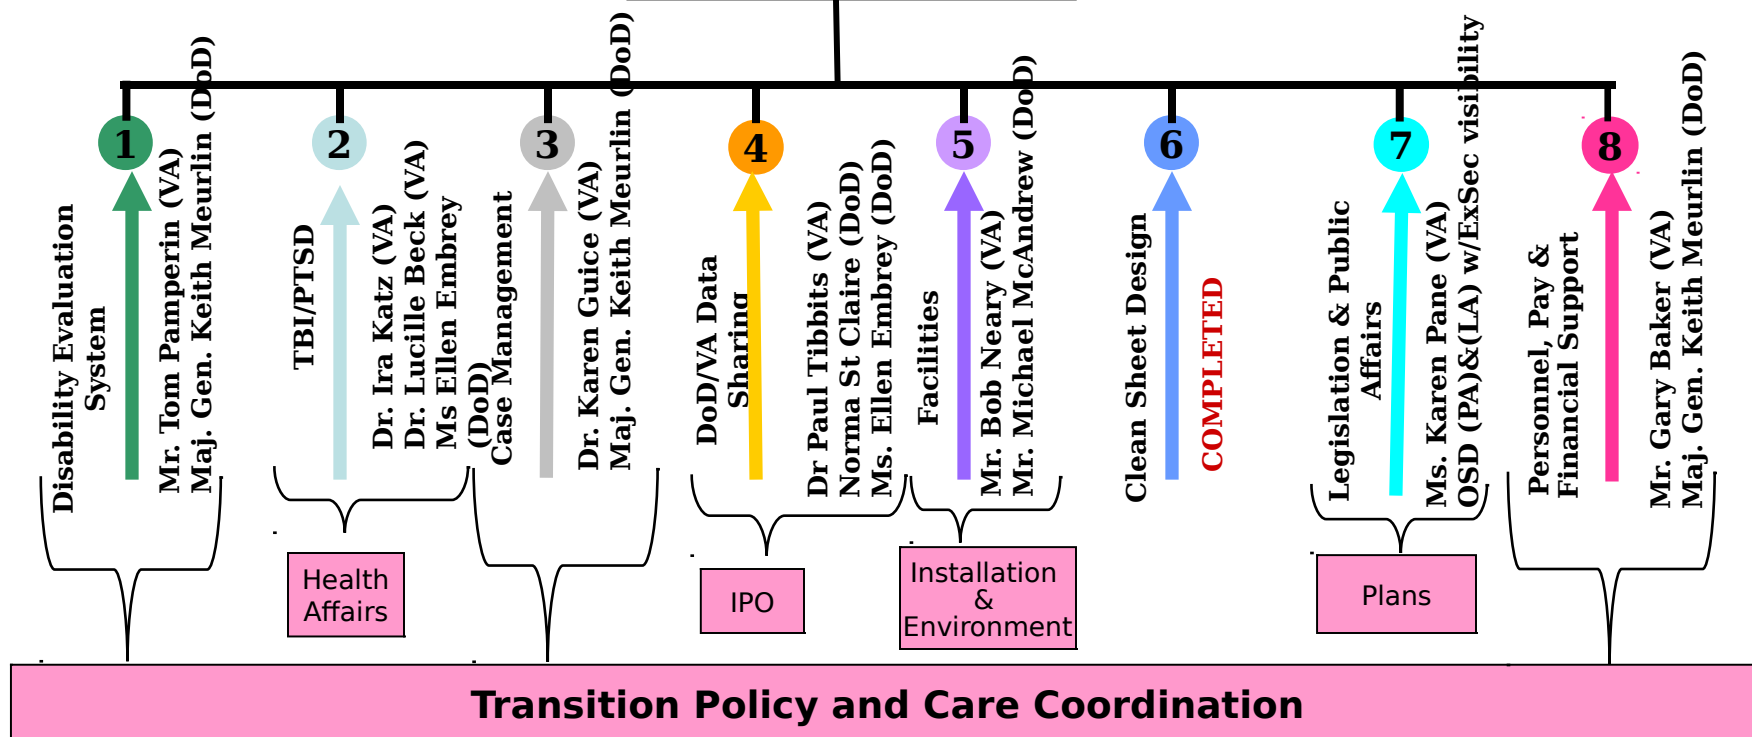 1
Disability Evaluation
System
Mr. Tom Pamperin (VA)
Maj. Gen. Keith Meurlin (DoD)
2
TBI/PTSD
Dr. Ira Katz (VA)
Dr. Lucille Beck (VA)
Ms Ellen Embrey
(DoD)
3
Case Management
Dr. Karen Guice (VA)
Maj. Gen. Keith Meurlin (DoD)
4
DoD/VA Data
Sharing
Dr Paul Tibbits (VA)
Norma St Claire (DoD)
Ms. Ellen Embrey (DoD)
5
Facilities
Mr. Bob Neary (VA)
Mr. Michael McAndrew (DoD)
6
Clean Sheet Design
COMPLETED
7
Legislation & Public
Affairs
Ms. Karen Pane (VA)
OSD (PA)&(LA) w/ExSec visibility
8
Personnel, Pay &
Financial Support
Mr. Gary Baker (VA)
Maj. Gen. Keith Meurlin (DoD)
Health
Affairs
IPO
Installation
&
Environment
Plans
Transition Policy and Care Coordination